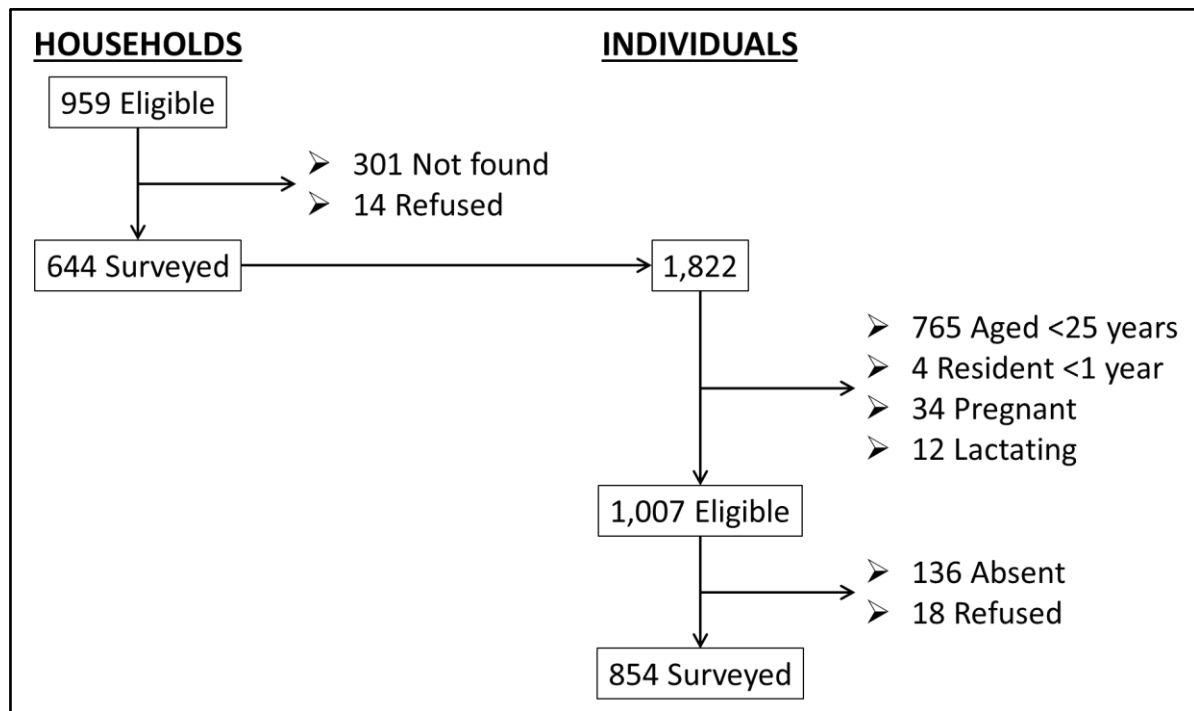 HOUSEHOLDS
INDIVIDUALS
959 Eligible
➢ 301 Not found
➢ 14 Refused
644 Surveyed
1,822
➢ 765 Aged <25 years
➢ 4 Resident <1 year
➢ 34 Pregnant
➢ 12 Lactating
1,007 Eligible
➢ 136 Absent
➢ 18 Refused
854 Surveyed